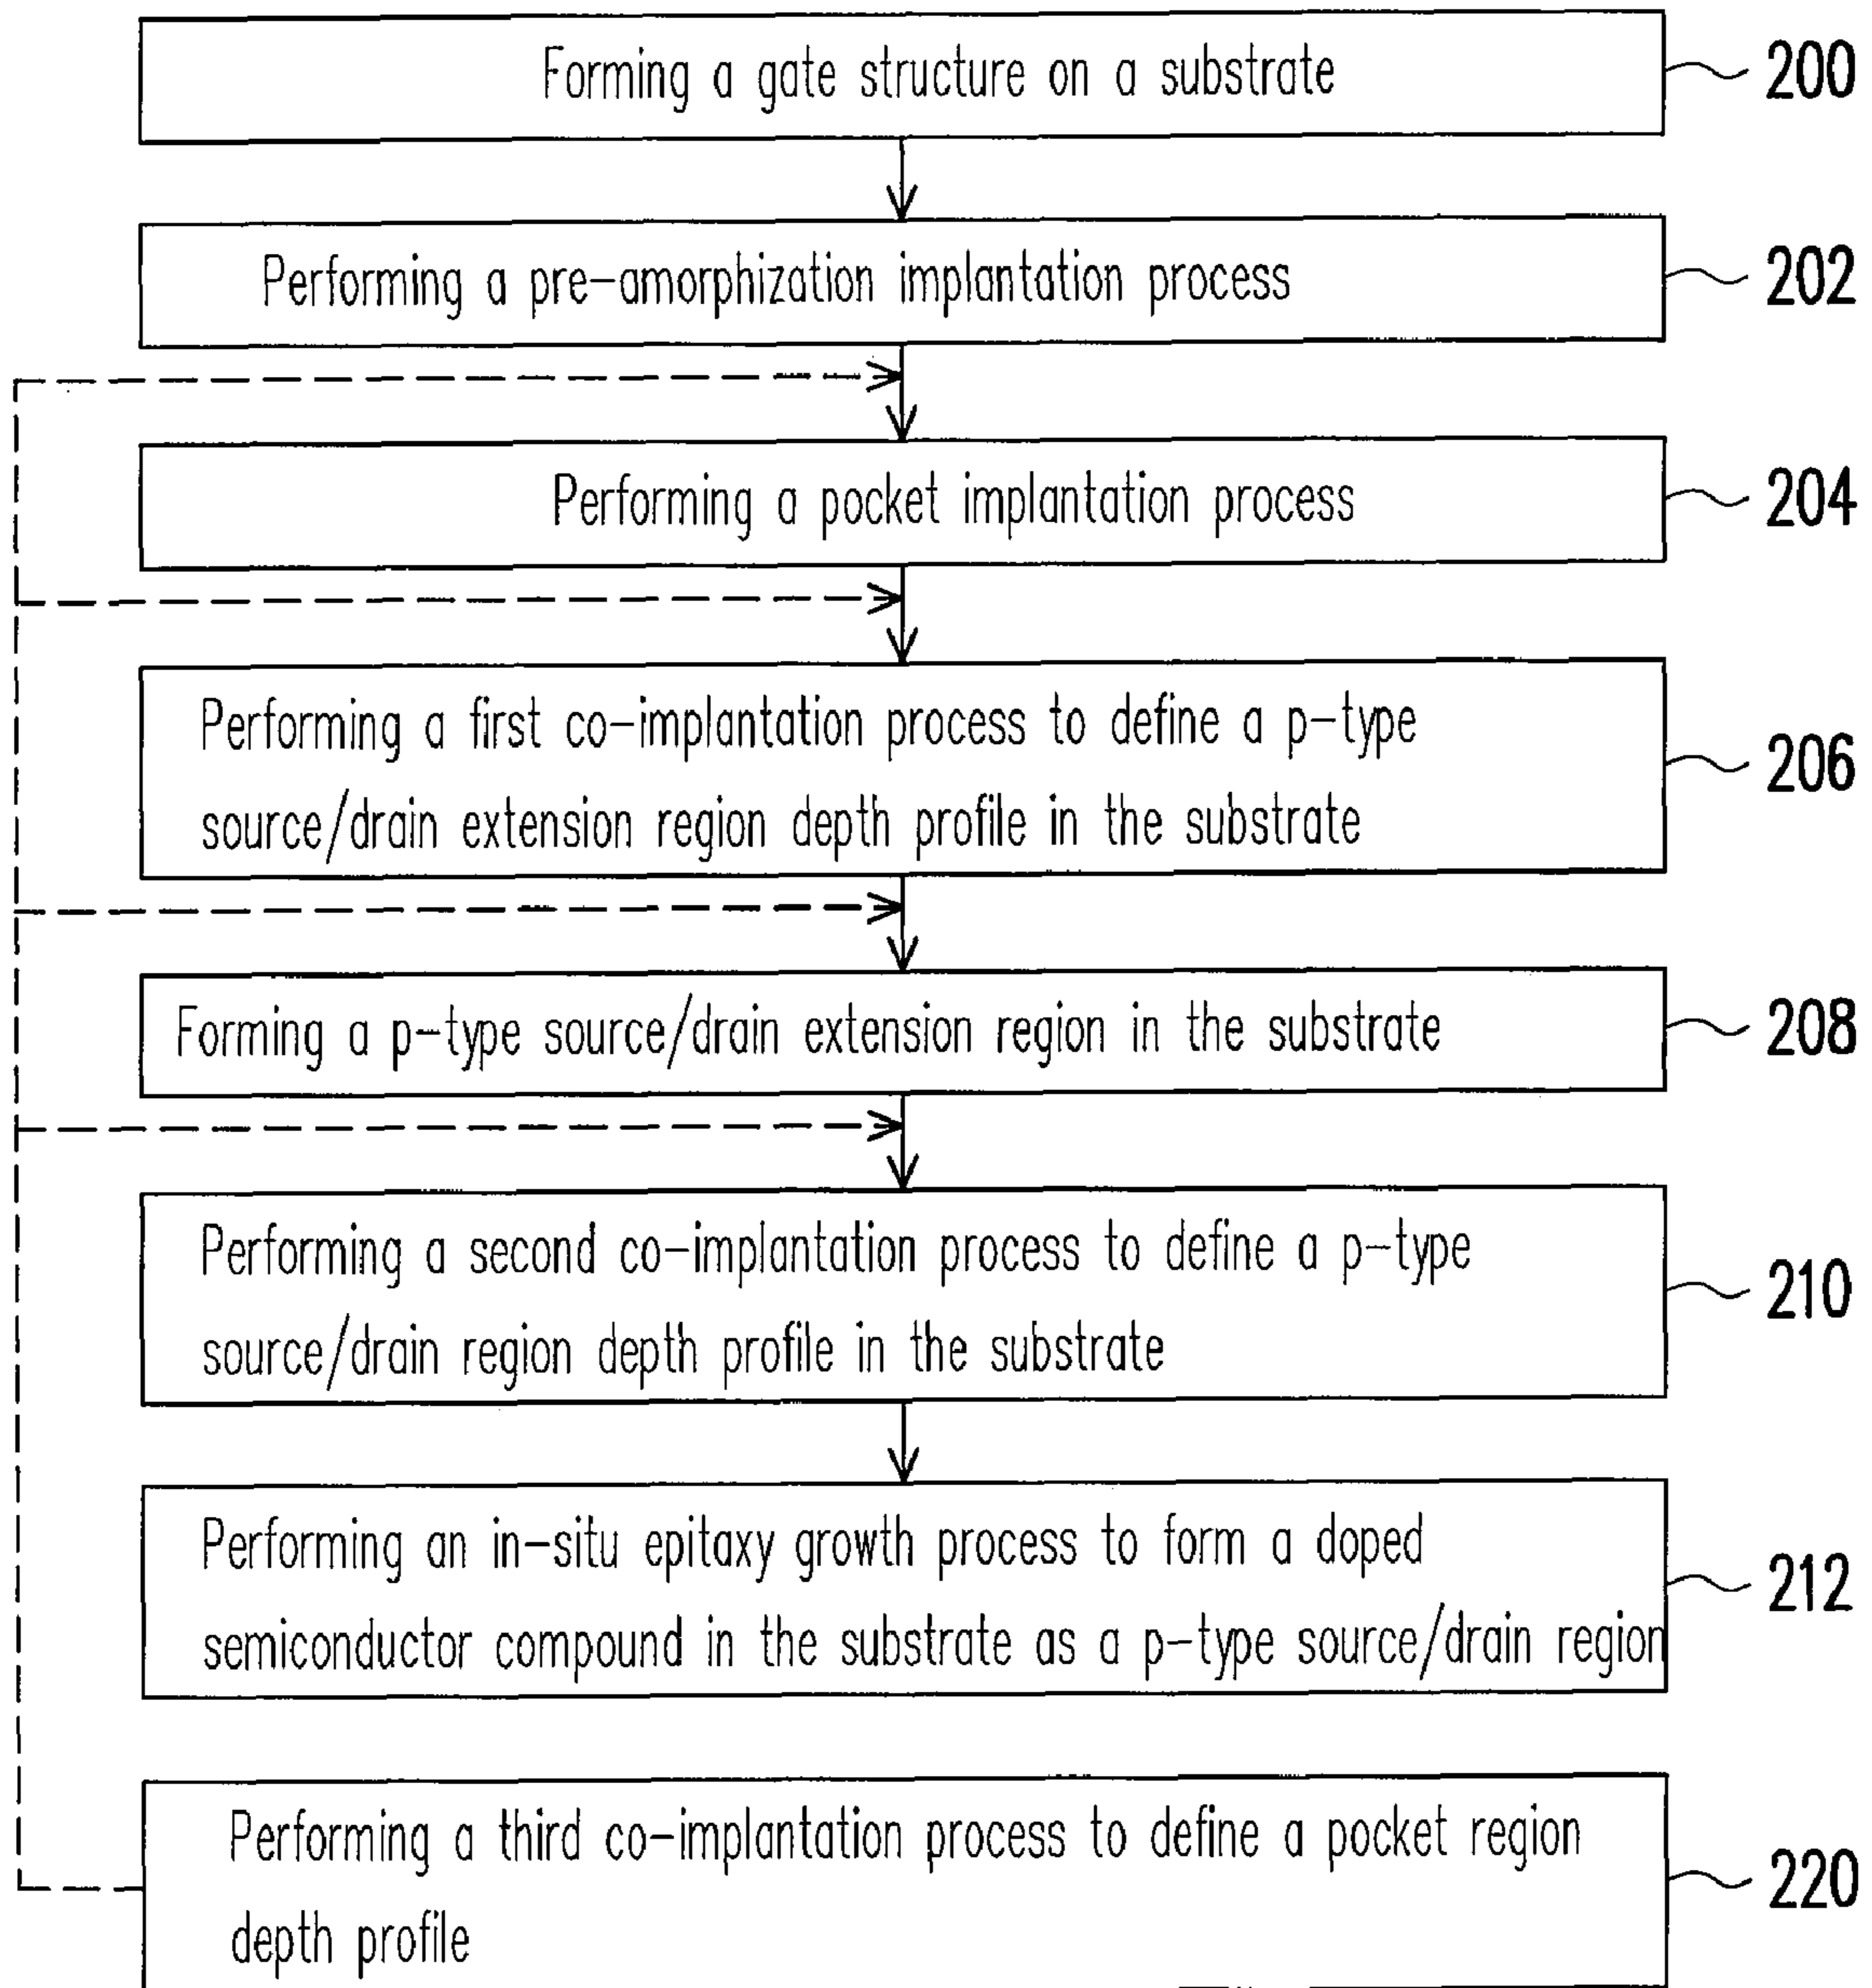 Forming a gate structure on a substrate
200
Performing a pre-amorphization implantation process
202
Performing a pocket implantation process
204
Performing a first co-implantation process to define a p-type
source/drain extension region depth profile in the substrate
206
Forming a p-type source/drain extension region in the substrate
208
Performing a second co-implantation process to define a p-type
source/drain region depth profile in the substrate
210
Performing an in-situ epitaxy growth process to form a doped
semiconductor compound in the substrate as a p-type source/drain region
212
Performing a third co-implantation process to define a pocket region
depth profile
220